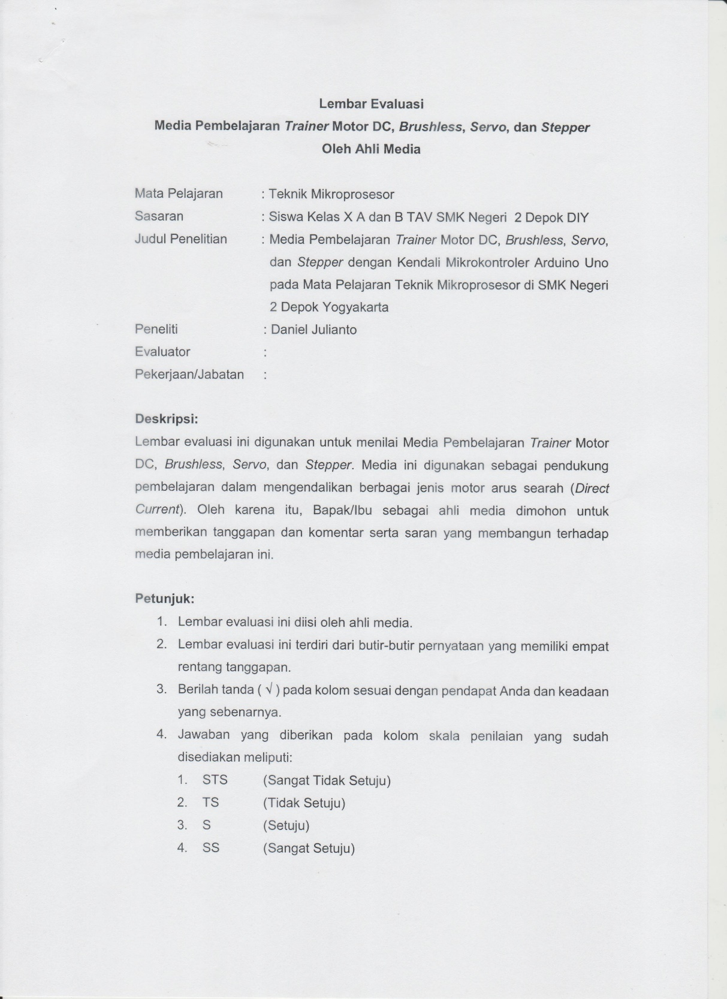 Lembar Evaluasi
Media Pembelajaran Trainer Motor DC, Brushless, Servo, dan Stepper
Oleh Ahli Media
Mata Pelajaran : Teknik Mikroprosesor
Sasaran : Siswa Kelas X A dan B TAV SMK Negeri 2 Depok DIY
Judul Penelitian : Media Pembelajaran Trainer Motor DC, Brushless, Servo,
dan Stepper dengan Kendali Mikrokontroler Arduino Uno
pada Mata Pelajaran Teknik Mikroprosesor di SMK Negeri
2 Depok Yogyakarta
Peneliti : Daniel Julianto
Evaluator :
Pekerjaan/Jabatan :
Deskripsi:
Lembar evaluasi ini digunakan untuk menilai Media Pembelajaran Trainer Motor
DC, Brushless, Servo, dan Stepper. Media ini digunakan sebagai pendukung
pembelajaran dalam mengendalikan berbagai jenis motor arus searah (Direct
Current). Oleh karena itu, Bapak/Ibu sebagai ahli media dimohon untuk
memberikan tanggapan dan komentar serta saran yang membangun terhadap
media pembelajaran ini.
Petunjuk:
1. Lembar evaluasi ini diisi oleh ahli media.
2. Lembar evaluasi ini terdiri dari butir-butir pernyataan yang memiliki empat
rentang tanggapan.
3. Berilah tanda ( √ ) pada kolom sesuai dengan pendapat Anda dan keadaan
yang sebenarnya.
4. Jawaban yang diberikan pada kolom skala penilaian yang sudah
disediakan meliputi:
1. STS (Sangat Tidak Setuju)
2. TS (Tidak Setuju)
3. S (Setuju)
4. SS (Sangat Setuju)